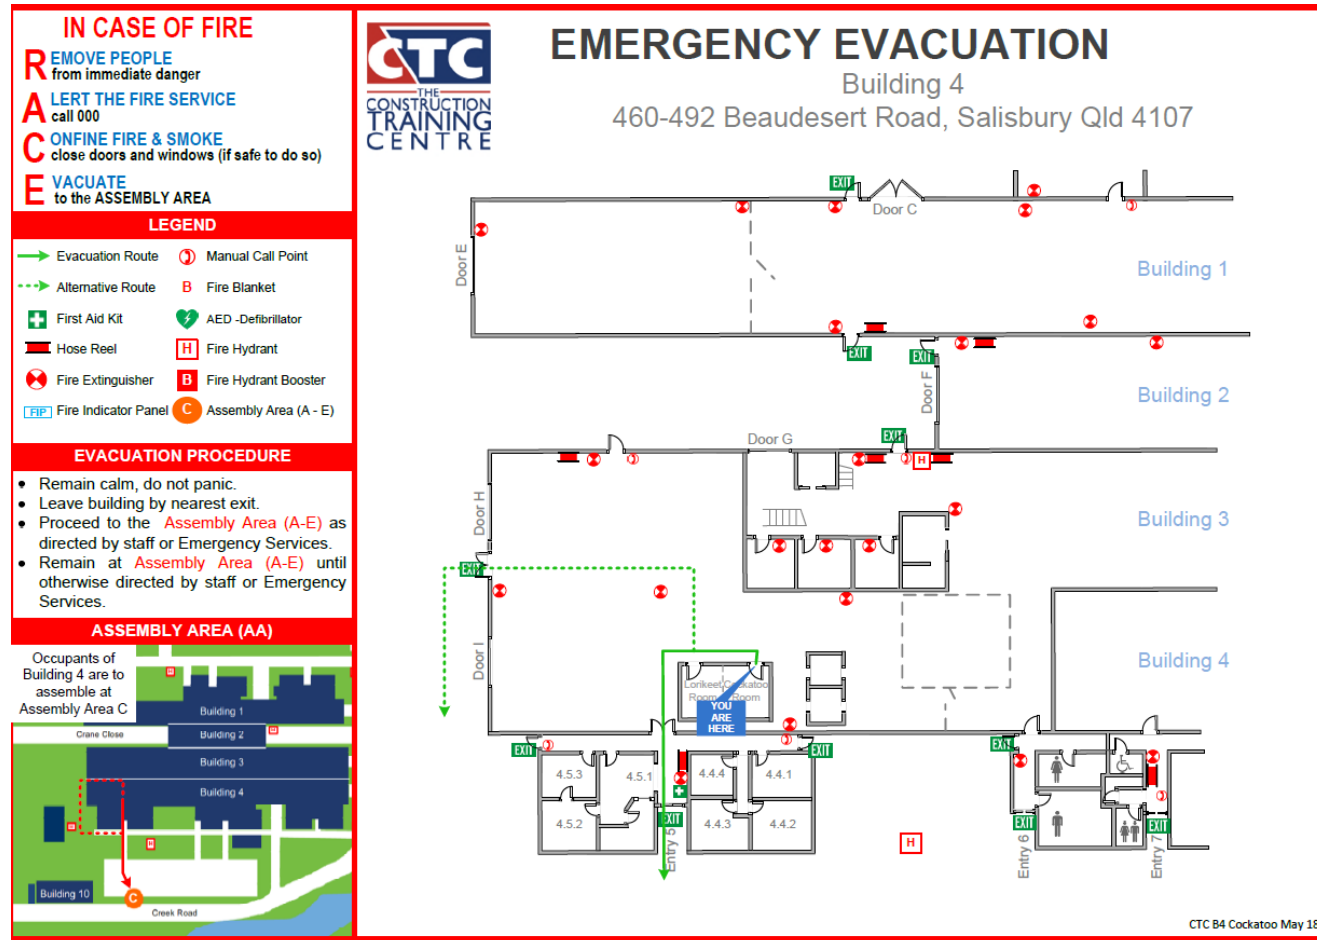 IN CASE OF FIRE
REMOVE PEOPLE
from immediate danger
ALERT THE FIRE SERVICE
call 000
CONFINE FIRE & SMOKE
close doors and windows (if safe to do so)
E VACUATE
to the ASSEMBLY AREA
LEGEND
Evacuation Route
Manual Call Point
Alternative Route
B Fire Blanket
First Aid Kit
AED -Defibrillator
Hose Reel
H Fire Hydrant
Fire Extinguisher
B Fire Hydrant Booster
FIP Fire Indicator Panel
C Assembly Area (A - E)
EVACUATION PROCEDURE
• Remain calm, do not panic.
• Leave building by nearest exit.
• Proceed to the Assembly Area (A-E) as
directed by staff or Emergency Services.
• Remain at Assembly Area (A-E) until
otherwise directed by staff or Emergency
Services.
ASSEMBLY AREA (AA)
Occupants of
Building 4 are to
assemble at
Assembly Area C
H
Building 1
Crane Close
Building 2
H
Building 3
Building 4
H
H
Building 10
C
Creek Road
CTC
THE
CONSTRUCTION
TRAINING
CENTRE
EMERGENCY EVACUATION
Building 4
460-492 Beaudesert Road, Salisbury Qld 4107
EXIT
Door C
Door E
Building 1
EXIT
EXIT
Door F
Building 2
Door G
EXIT
H
Door H
Building 3
EXIT
Door I
Building 4
Lorikeet
Room
Cockatoo
Room
YOU
ARE
HERE
EXIT
EXIT
EXIT
4.5.3
4.5.1
4.4.4
4.4.1
4.5.2
4.4.3
4.4.2
EXIT
Entry 5
H
EXIT
Entry 6
EXIT
Entry 7
CTC B4 Cockatoo May 18